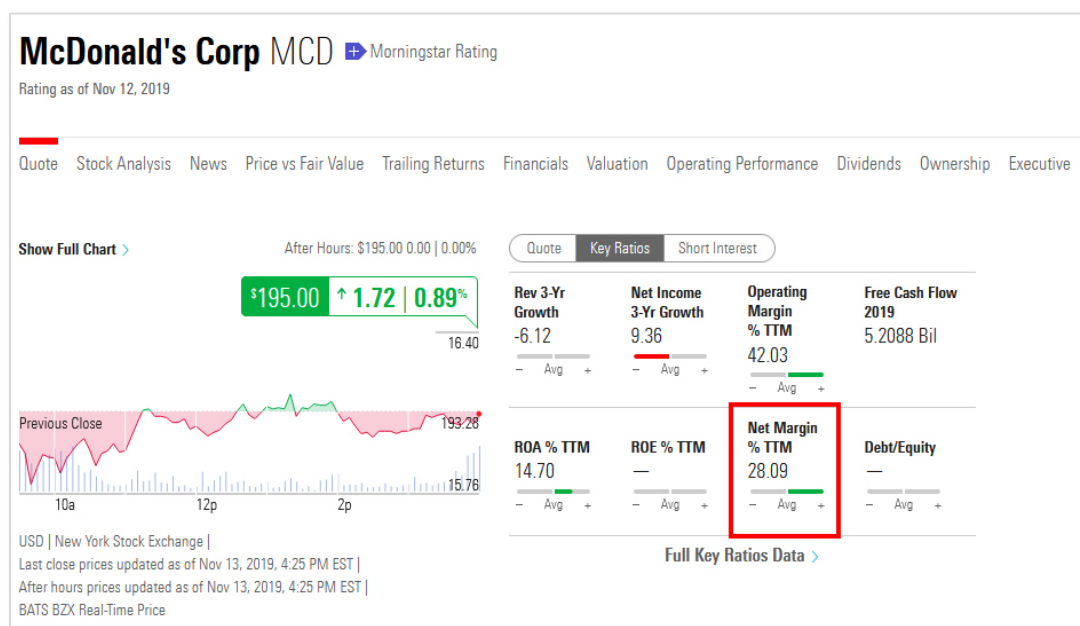 McDonald's Corp MCD + Morningstar Rating
Rating as of Nov 12, 2019
Quote Stock Analysis News Price vs Fair Value Trailing Returns Financials Valuation Operating Performance Dividends Ownership Executive
Show Full Chart >
After Hours: $195.00 0.00 | 0.00%
$195.00 ↑ 1.72 | 0.89%
16.40
Previous Close
193.28
15.76
10a 12p 2p
USD | New York Stock Exchange |
Last close prices updated as of Nov 13, 2019, 4:25 PM EST |
After hours prices updated as of Nov 13, 2019, 4:25 PM EST |
BATS BZX Real-Time Price
Quote Key Ratios Short Interest
Rev 3-Yr
Growth
-6.12
– Avg +
Net Income
3-Yr Growth
9.36
– Avg +
Operating
Margin
% TTM
42.03
– Avg +
Free Cash Flow
2019
5.2088 Bil
ROA % TTM
14.70
– Avg +
ROE % TTM
—
– Avg +
Net Margin
% TTM
28.09
– Avg +
Debt/Equity
—
– Avg +
Full Key Ratios Data >